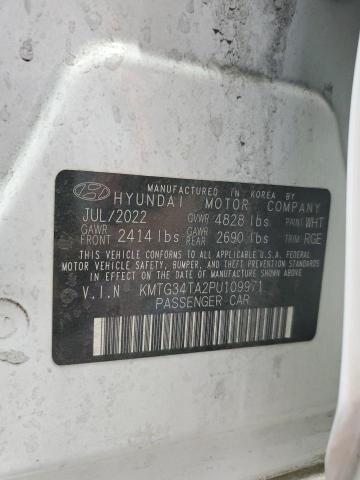 MANUFACTURED IN KOREA BY
HYUNDAI MOTOR COMPANY
JUL/2022 GVWR 4828 lbs PAINT WHT
GAWR FRONT 2414 lbs GAWR REAR 2690 lbs TRIM RGE
THIS VEHICLE CONFORMS TO ALL APPLICABLE U.S.A. FEDERAL
MOTOR VEHICLE SAFETY, BUMPER, AND THEFT PREVENTION
STANDARDS IN EFFECT ON THE DATE OF MANUFACTURE SHOWN ABOVE.
V.I.N KMTG34TA2PU109971
PASSENGER CAR